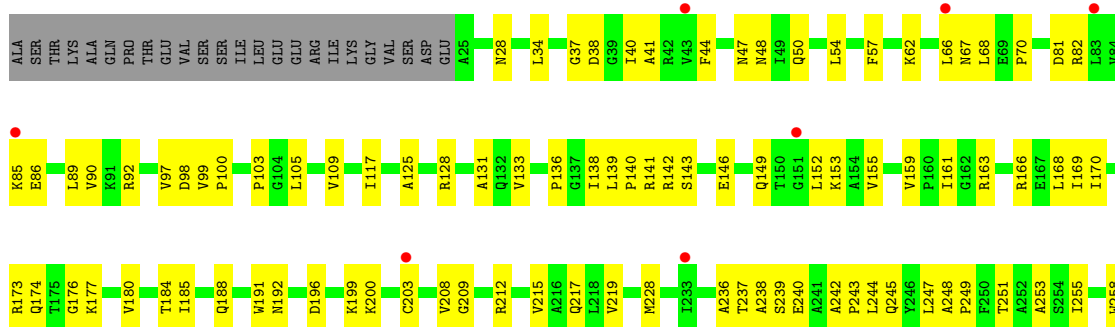 ALA SER THR LYS ALA GLN PRO THR GLU VAL SER SER ILE LEU GLU GLU ARG ILE LYS GLY VAL SER ASP GLU A25 N28 L34 G37 D38 G39 I40 A41 R42 V43 F44 N47 N48 I49 Q50 L54 F57 K62 L66 N67 L68 E69 P70 D81 R82 L83 V84
K85 E86 L89 V90 K91 R92 V97 D98 V99 P100 P103 G104 L105 V109 I117 A125 R128 A131 Q132 V133 P136 G137 I138 L139 P140 R141 R142 S143 E146 Q149 T150 G151 L152 K153 A154 V155 V159 P160 I161 G162 R163 R166 E167 L168 I169 I170
R173 Q174 T175 G176 K177 V180 T184 I185 Q188 W191 N192 D196 K199 K200 C203 V208 G209 R212 V215 A216 Q217 L218 V219 M228 I233 A236 T237 A238 S239 E240 A241 A242 P243 L244 Q245 Y246 L247 A248 P249 F250 T251 A252 A253 S254 I255